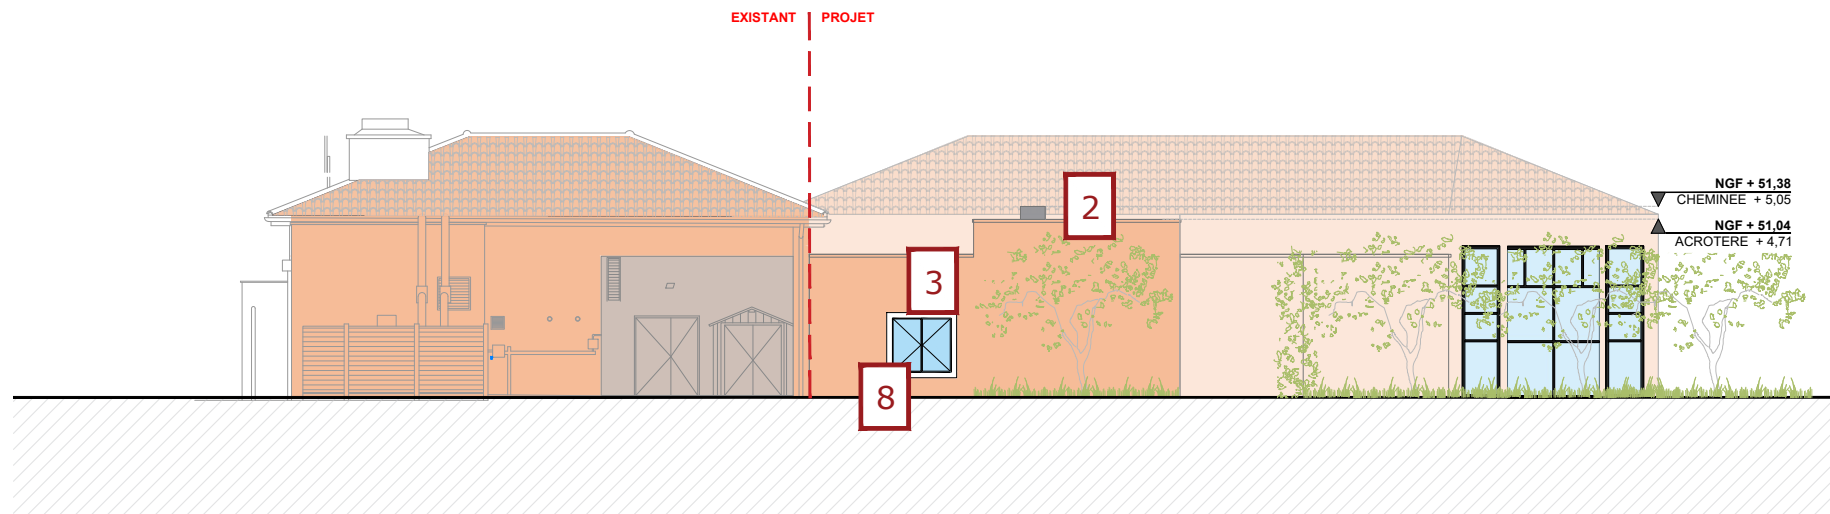 EXISTANT PROJET
2
NGF + 51,38
CHEMINEE + 5,05
NGF + 51,04
ACROTERE + 4,71
3
8